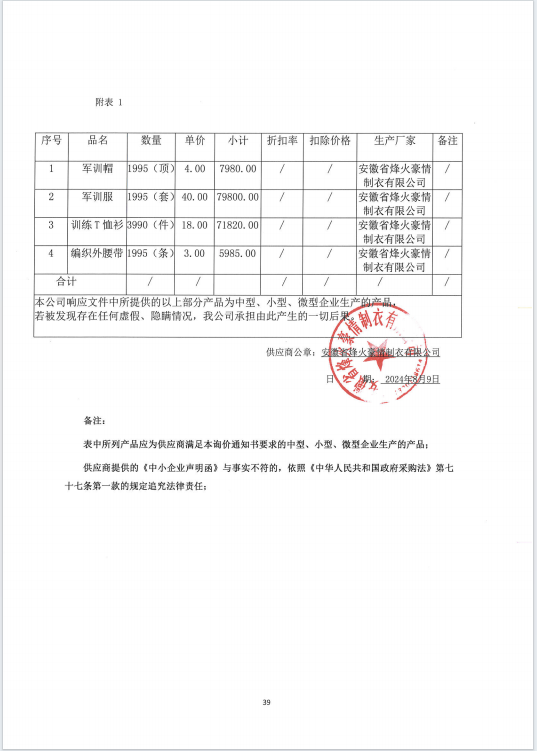 附表 1
序号 品名 数量 单价 小计 折扣率 扣除价格 生产厂家 备注
1 军训帽 1995（顶） 4.00 7980.00 / / 安徽省烽火豪情 /
制衣有限公司
2 军训服 1995（套） 40.00 79800.00 / / 安徽省烽火豪情 /
制衣有限公司
3 训练T恤衫 3990（件） 18.00 71820.00 / / 安徽省烽火豪情 /
制衣有限公司
4 编织外腰带 1995（条） 3.00 5985.00 / / 安徽省烽火豪情 /
制衣有限公司
合计 / / / / / /
本公司响应文件中所提供的以上部分产品为中型、小型、微型企业生产的产品，
若被发现存在任何虚假、隐瞒情况，我公司承担由此产生的一切后果。
供应商公章：安徽省烽火豪情制衣有限公司
日 期：2024年8月9日
备注：
表中所列产品应为供应商满足本询价通知书要求的中型、小型、微型企业生产的产品；
供应商提供的《中小企业声明函》与事实不符的，依照《中华人民共和国政府采购法》第七
十七条第一款的规定追究法律责任；
39